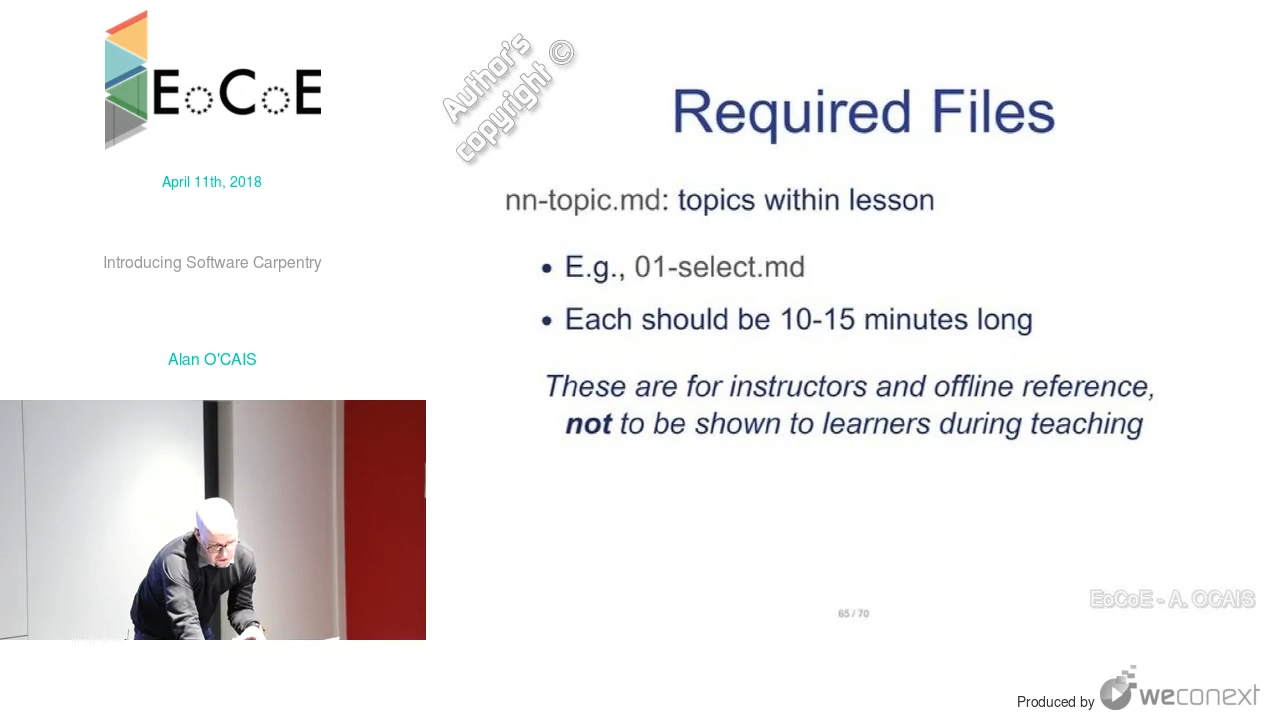 EoCoE
April 11th, 2018
Introducing Software Carpentry
Alan O'CAIS
Author's
copyright ©
Required Files
nn-topic.md: topics within lesson
• E.g., 01-select.md
• Each should be 10-15 minutes long
These are for instructors and offline reference,
not to be shown to learners during teaching
65 / 70
EoCoE - A. OCAIS
Produced by weconext